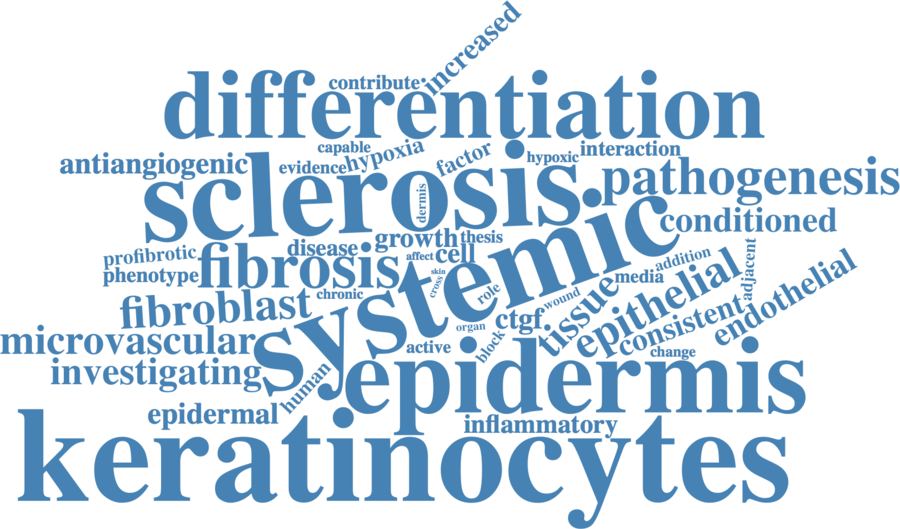 increased
contribute
differentiation
capable
hypoxia
factor
hypoxic
interaction
antiangiogenic
evidence
sclerosis
dermis
pathogenesis
systemic
conditioned
profibrotic
disease
growth
thesis
phenotype
fibrosis
affect
cell
skin
cross
chronic
role
wound
media
addition
adjacent
fibroblast
organ
ctgf
tissue
epithelial
consistent
endothelial
microvascular
active
block
change
investigating
human
epidermis
epidermal
inflammatory
keratinocytes